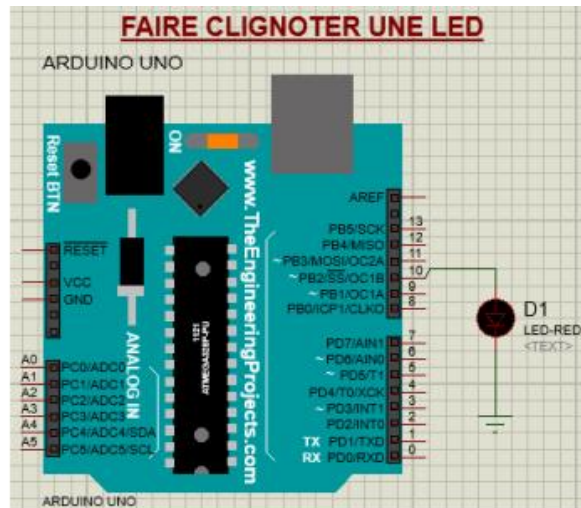 FAIRE CLIGNOTER UNE LED
ARDUINO UNO
Reset BTN
ON
www.TheEngineeringProjects.com
ANALOG IN
RESET
VCC
GND
A0 PC0/ADC0
A1 PC1/ADC1
A2 PC2/ADC2
A3 PC3/ADC3
A4 PC4/ADC4/SDA
A5 PC5/ADC5/SCL
AREF
PB5/SCK 13
PB4/MISO 12
~PB3/MOSI/OC2A 11
~PB2/SS/OC1B 10
~PB1/OC1A 9
PB0/ICP1/CLKO 8
PD7/AIN1 7
~PD6/AIN0 6
~PD5/T1 5
PD4/T0/XCK 4
~PD3/INT1 3
PD2/INT0 2
TX PD1/TXD 1
RX PD0/RXD 0
D1
LED-RED
<TEXT>
ARDUINO UNO